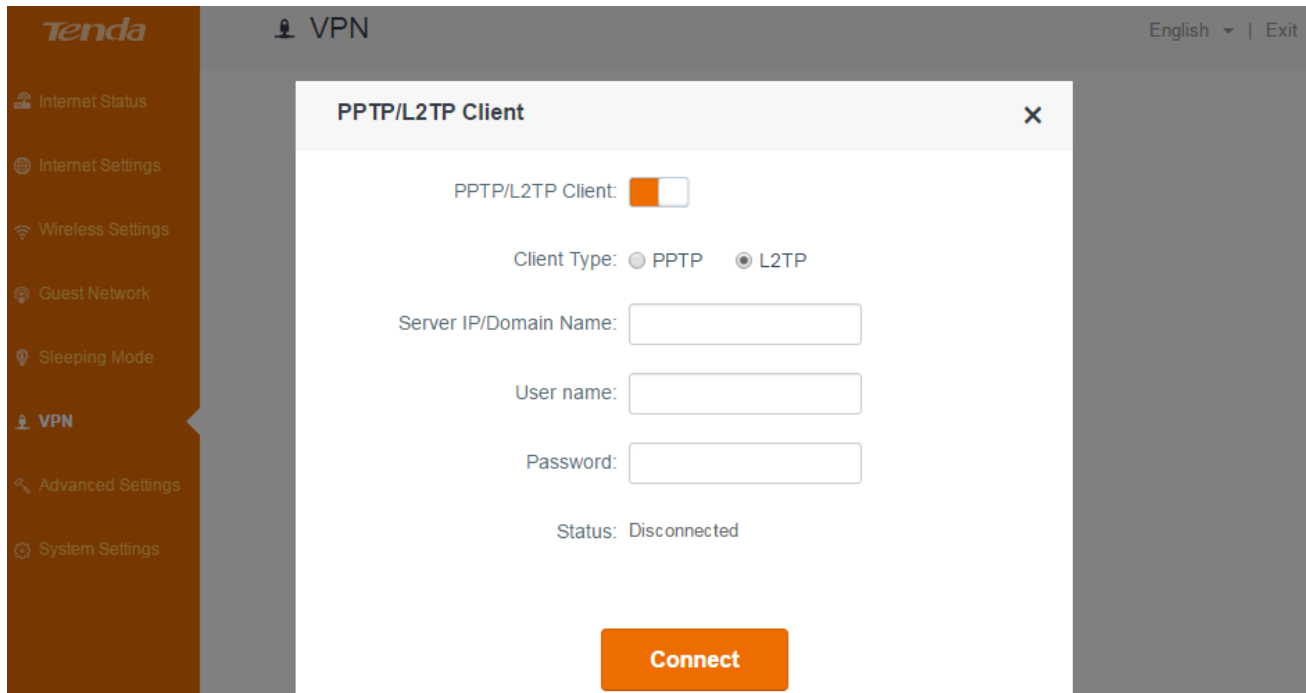 Tenda
VPN
English | Exit
Internet Status
Internet Settings
Wireless Settings
Guest Network
Sleeping Mode
VPN
Advanced Settings
System Settings
PPTP/L2TP Client
PPTP/L2TP Client:
Client Type: PPTP L2TP
Server IP/Domain Name:
User name:
Password:
Status: Disconnected
Connect